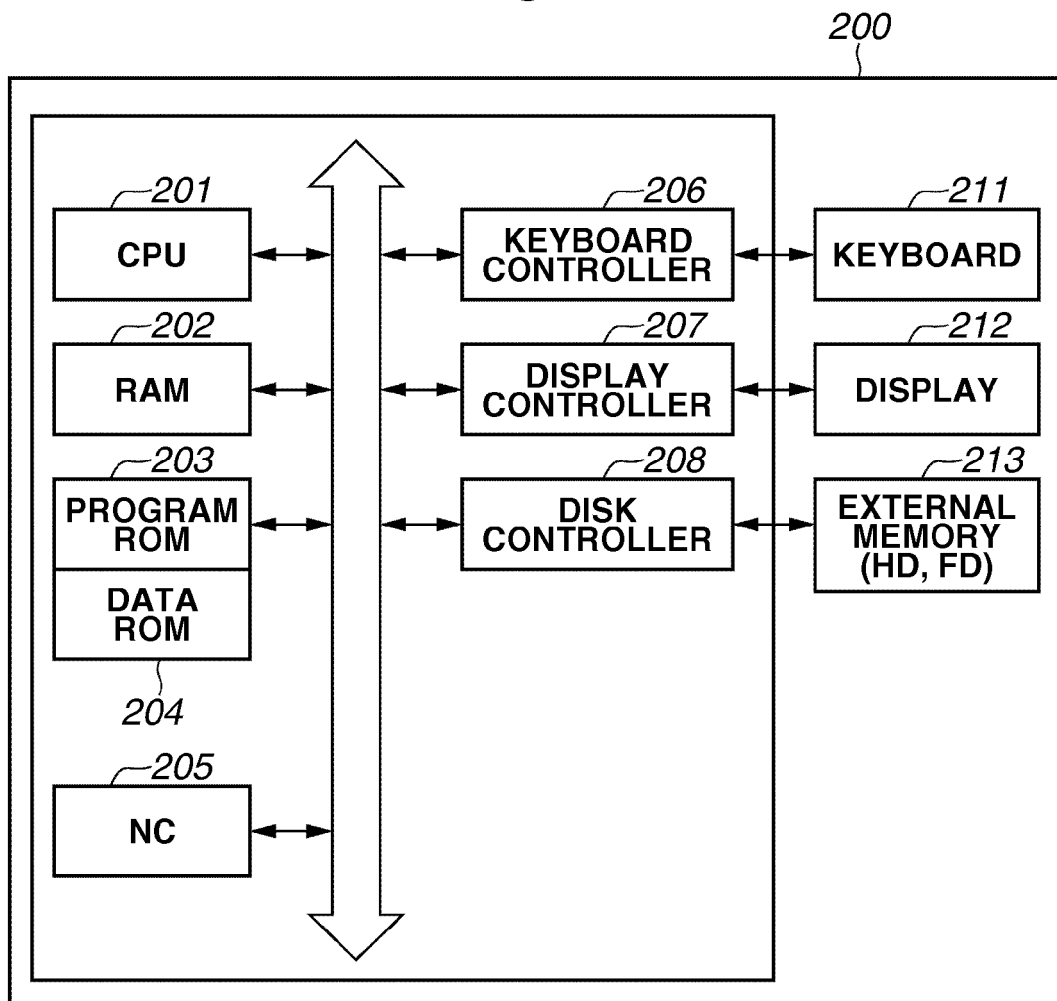 200
201
CPU
202
RAM
203
PROGRAM
ROM
DATA
ROM
204
205
NC
206
KEYBOARD
CONTROLLER
207
DISPLAY
CONTROLLER
208
DISK
CONTROLLER
211
KEYBOARD
212
DISPLAY
213
EXTERNAL
MEMORY
(HD, FD)